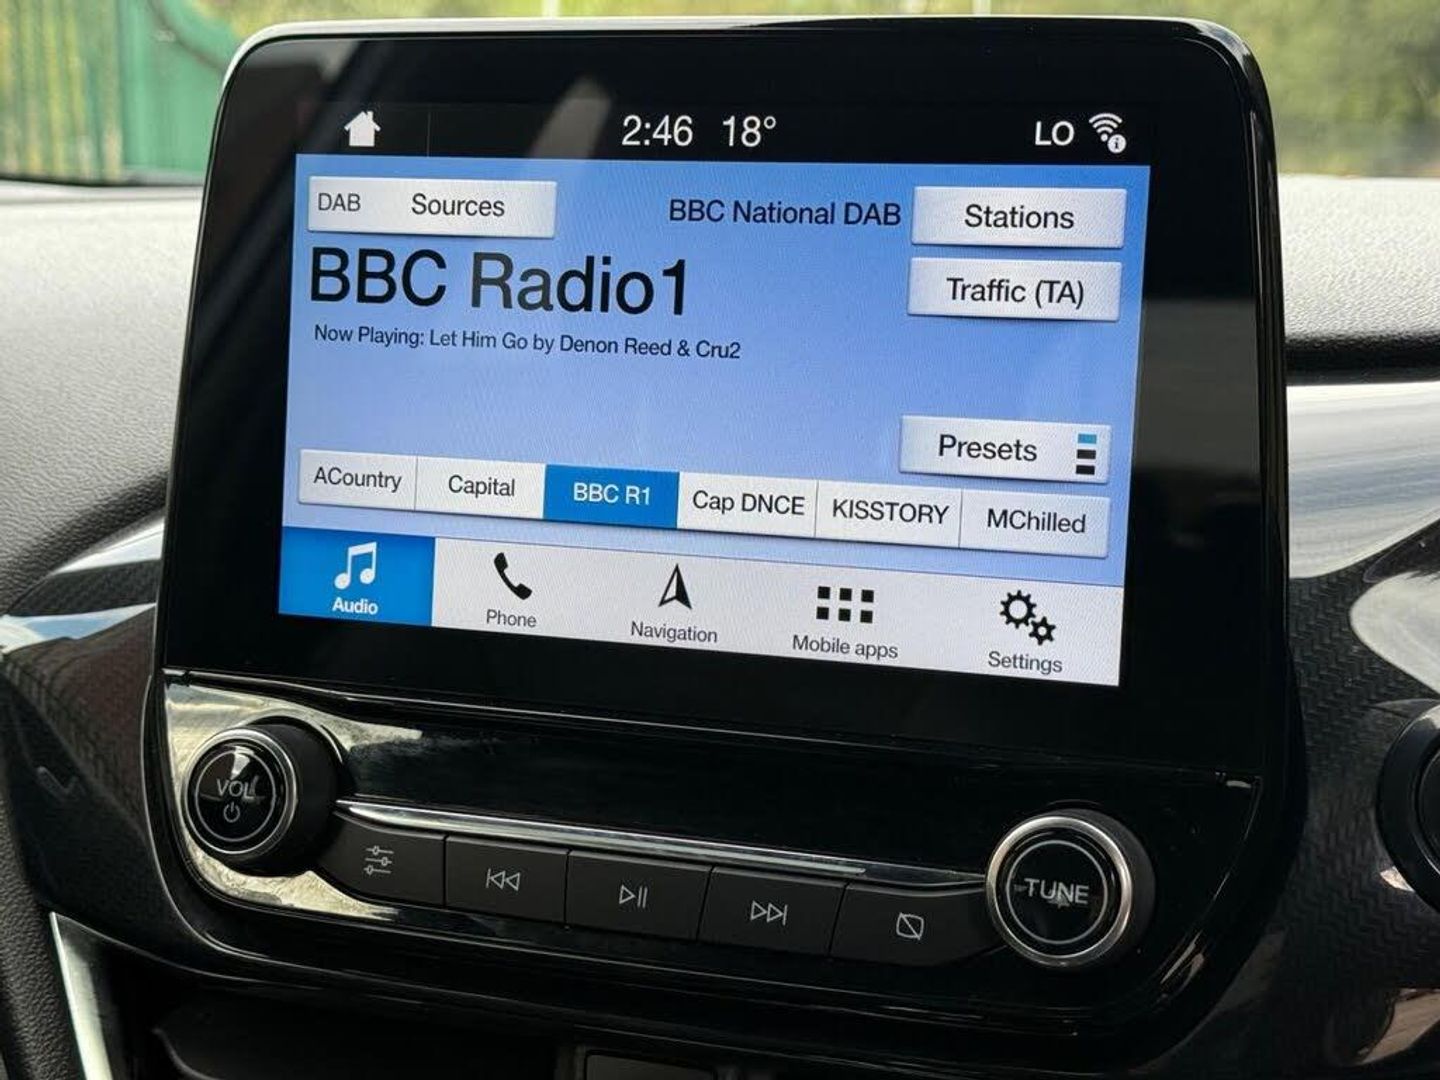 2:46 18° LO
DAB Sources BBC National DAB Stations
BBC Radio1
Traffic (TA)
Now Playing: Let Him Go by Denon Reed & Cru2
Presets
ACountry Capital BBC R1 Cap DNCE KISSTORY MChilled
Audio Phone Navigation Mobile apps Settings
VOL
TUNE